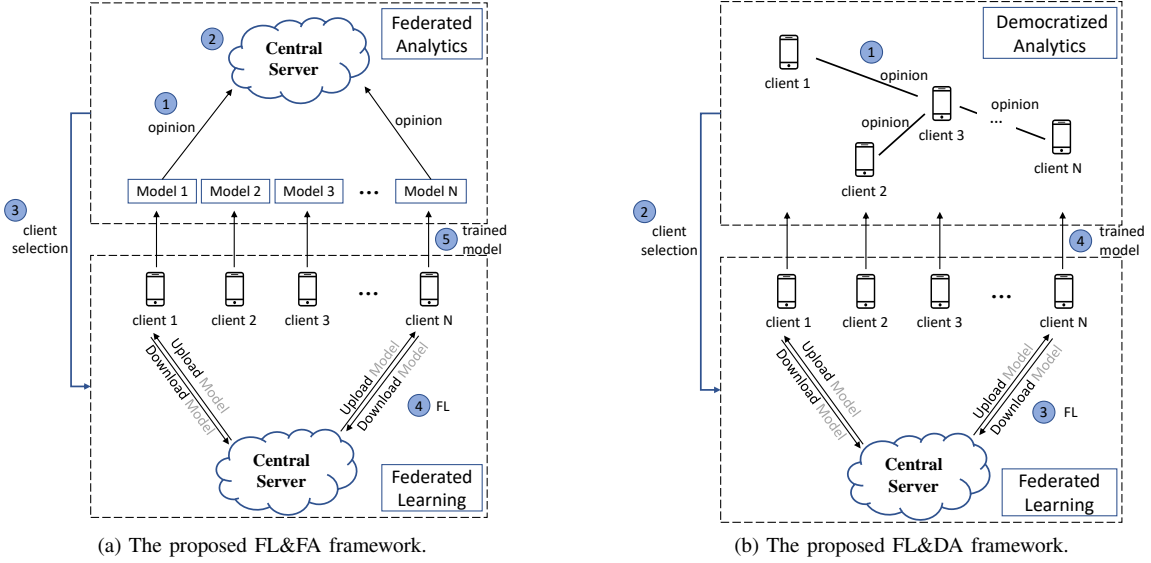 Federated
Analytics
2
Central
Server
1
opinion
opinion
Model 1
Model 2
Model 3
...
Model N
3
client
selection
5
trained
model
client 1
client 2
client 3
...
client N
Upload Model
Download Model
Upload Model
Download Model
4 FL
Central
Server
Federated
Learning
(a) The proposed FL&FA framework.
Democratized
Analytics
1
client 1
opinion
opinion
...
opinion
client 3
client N
client 2
2
client
selection
4
trained
model
client 1
client 2
client 3
...
client N
Upload Model
Download Model
Upload Model
Download Model
3 FL
Central
Server
Federated
Learning
(b) The proposed FL&DA framework.